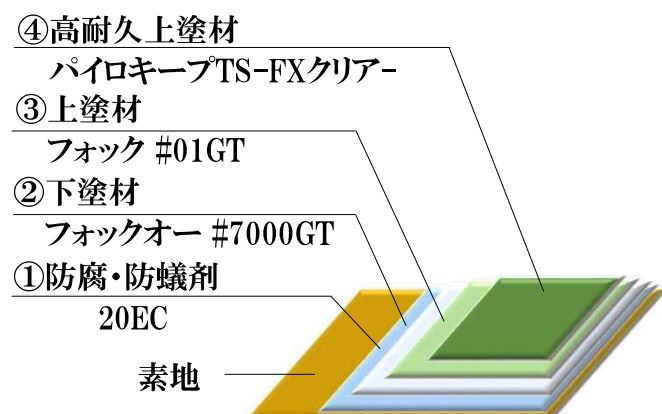 ④高耐久上塗材
パイロキープTS-FXクリアｰ
③上塗材
フォック #01GT
②下塗材
フォックオー #7000GT
①防腐・防蟻剤
20EC
素地